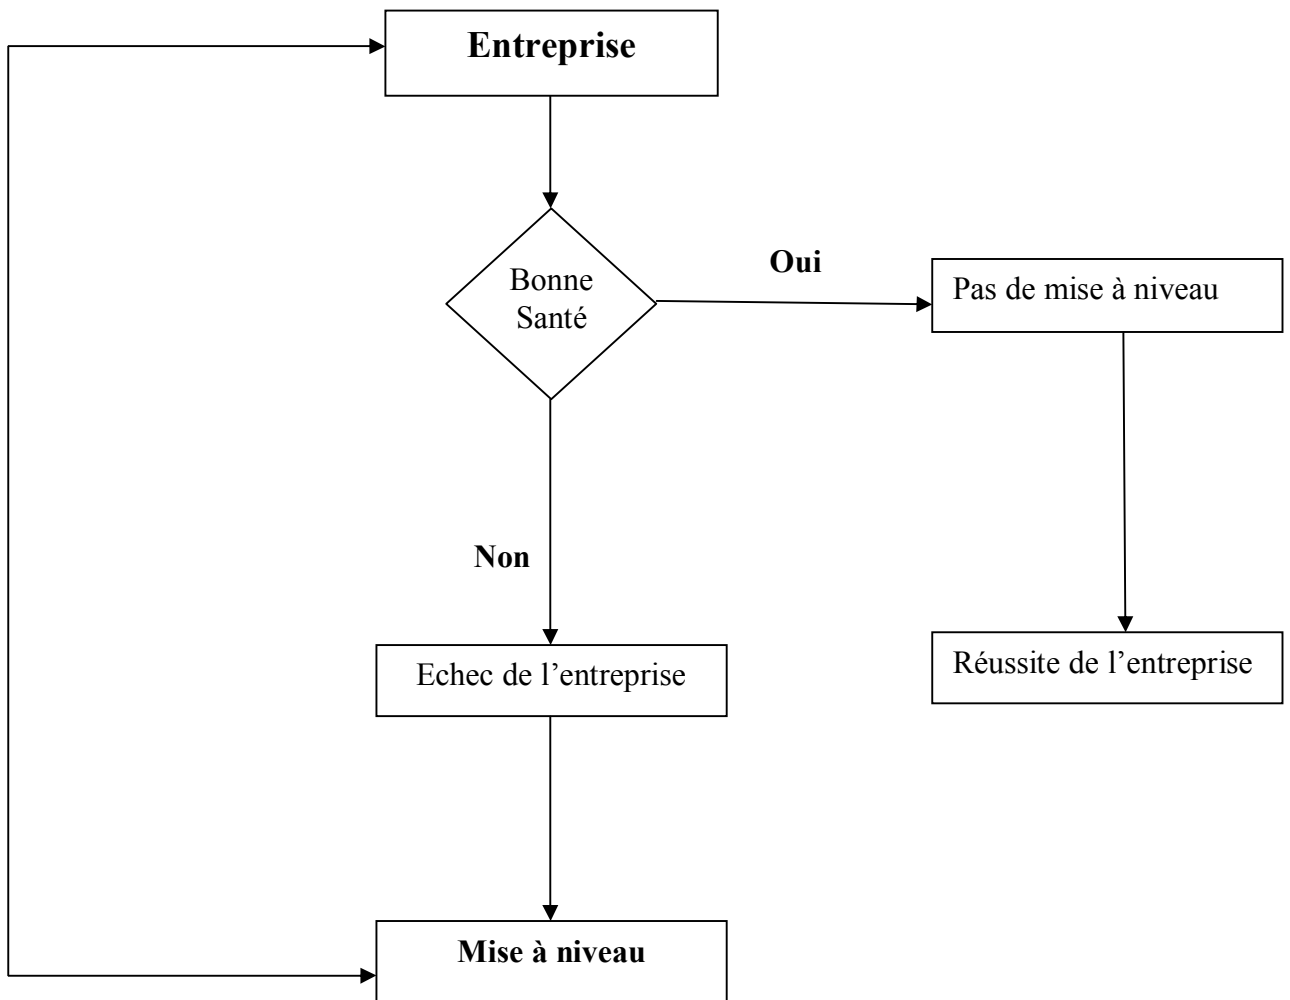 Entreprise
Bonne
Santé
Oui
Pas de mise à niveau
Non
Echec de l’entreprise
Réussite de l’entreprise
Mise à niveau